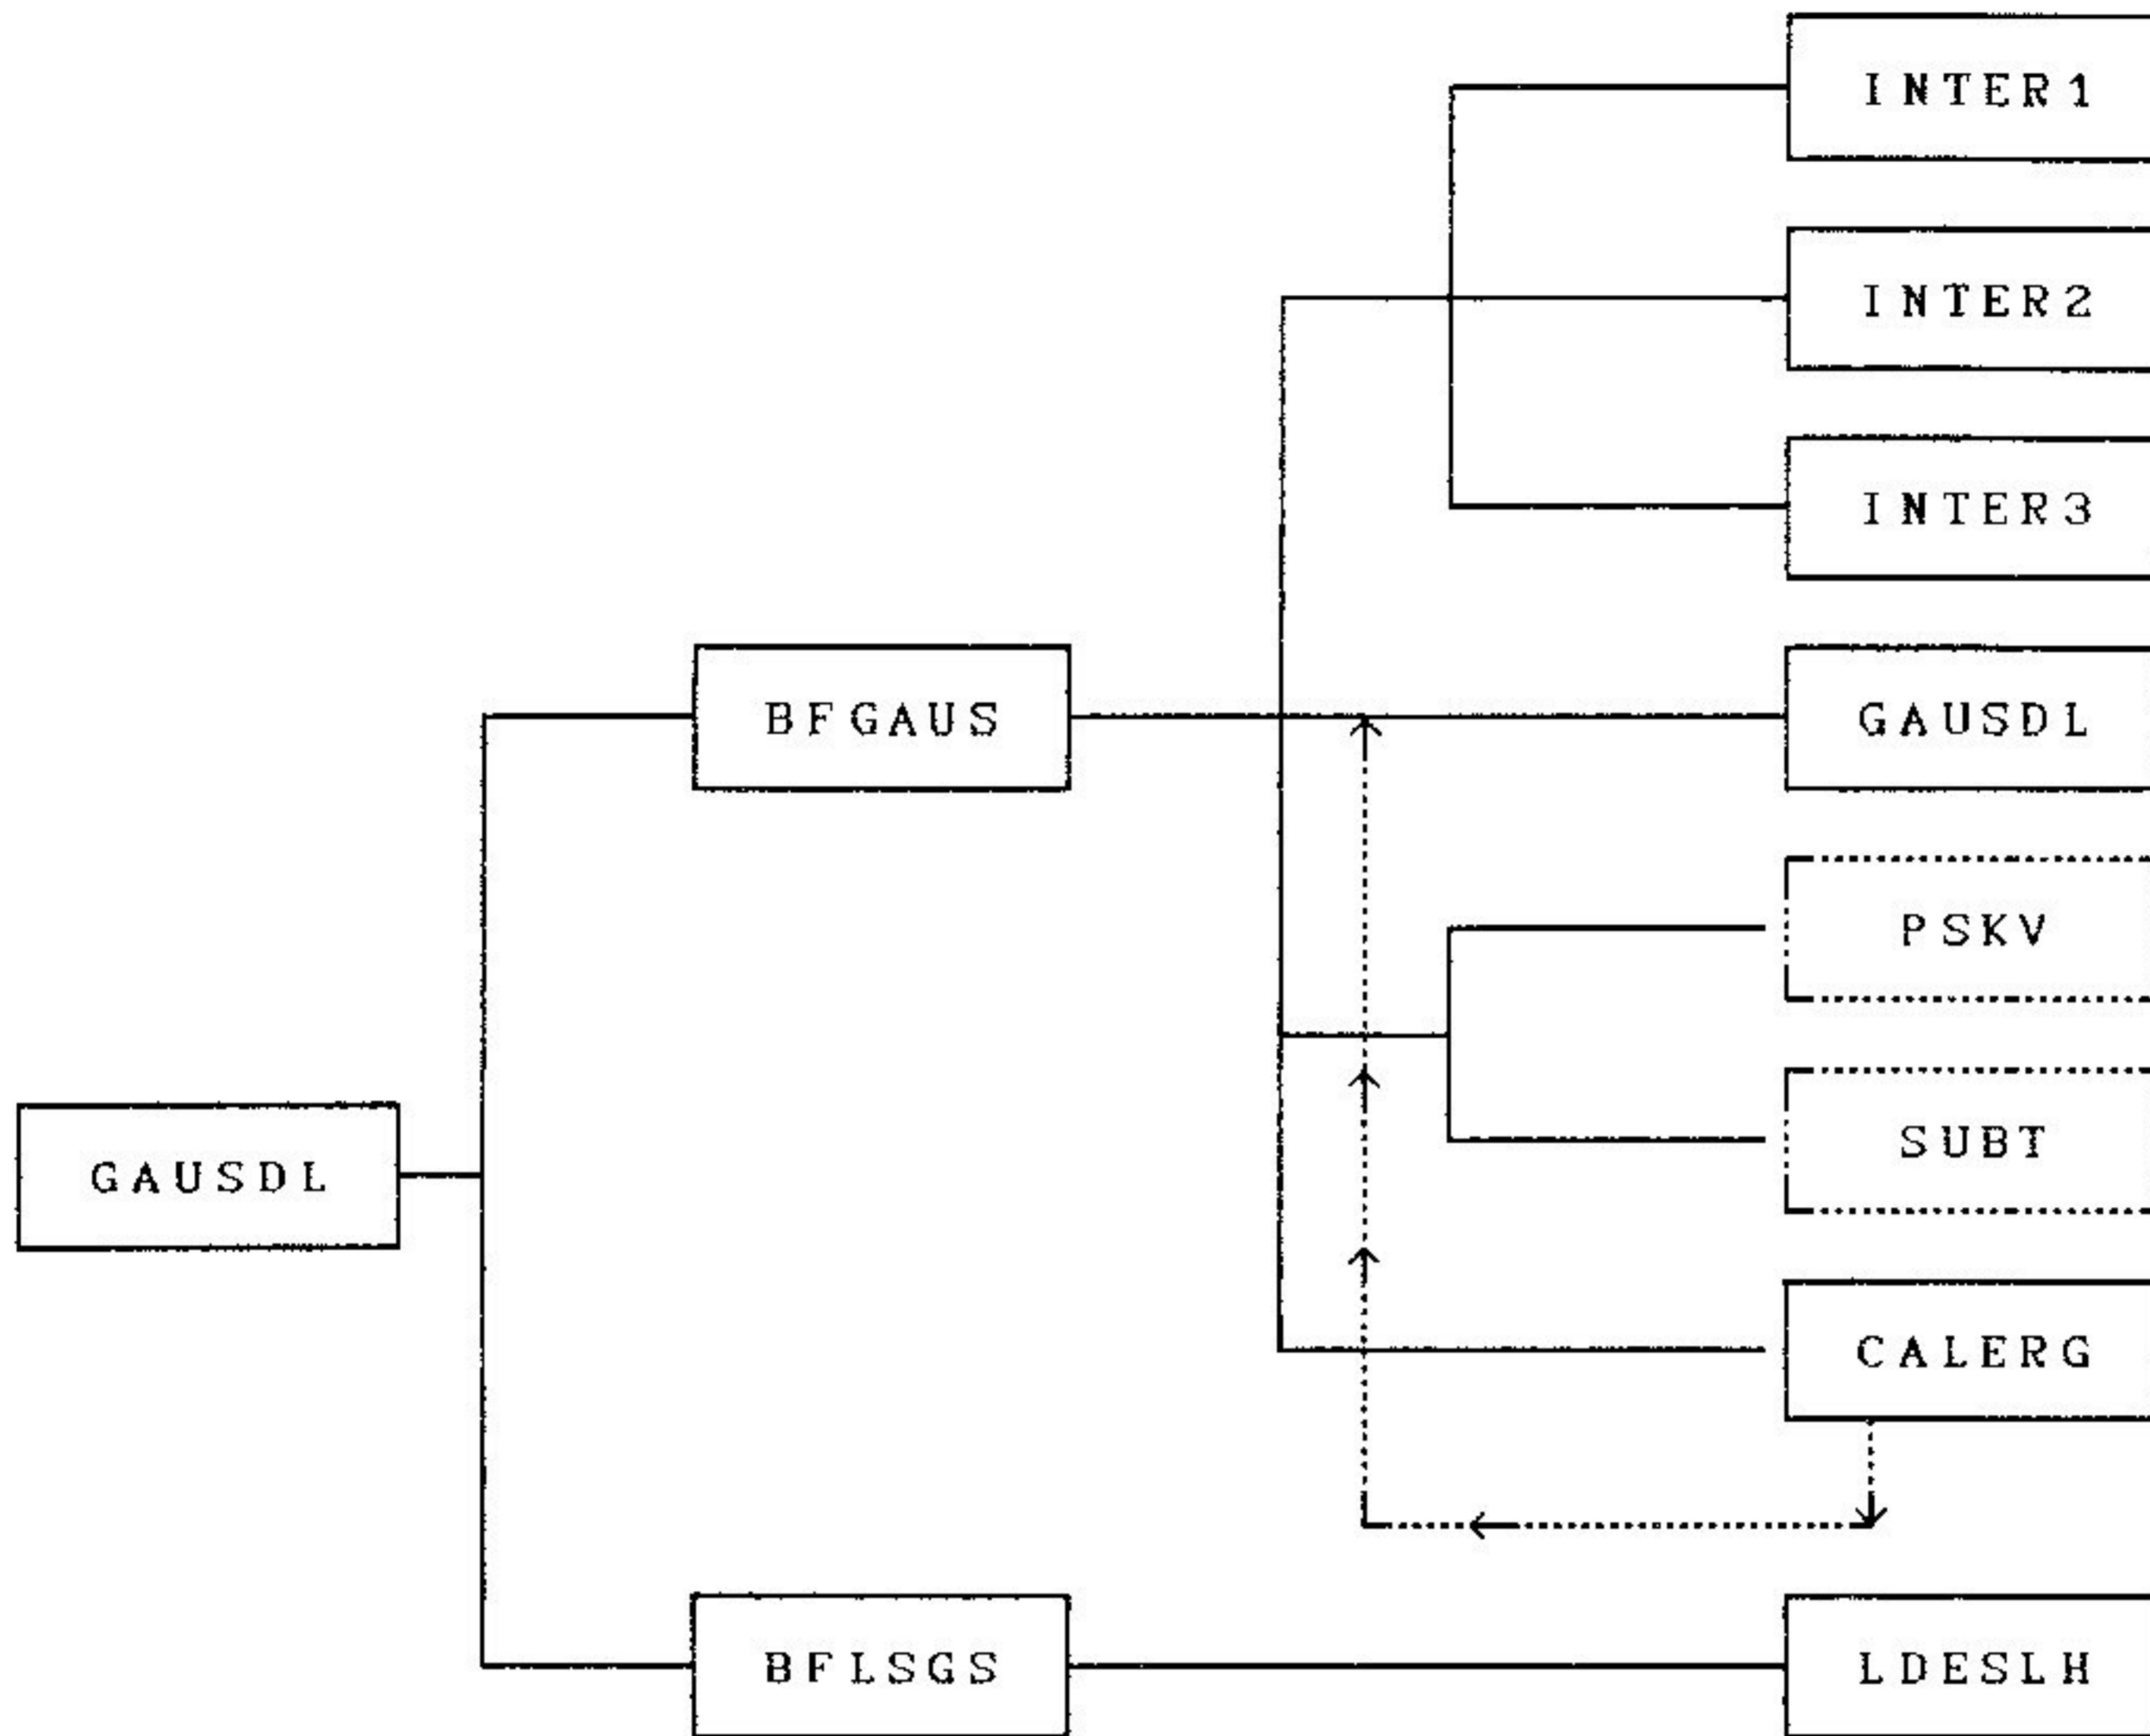 INTER1
INTER2
INTER3
BFGAUS
GAUSDL
PSKV
GAUSDL
SUBT
CALERG
BFLSGS
LDESLH